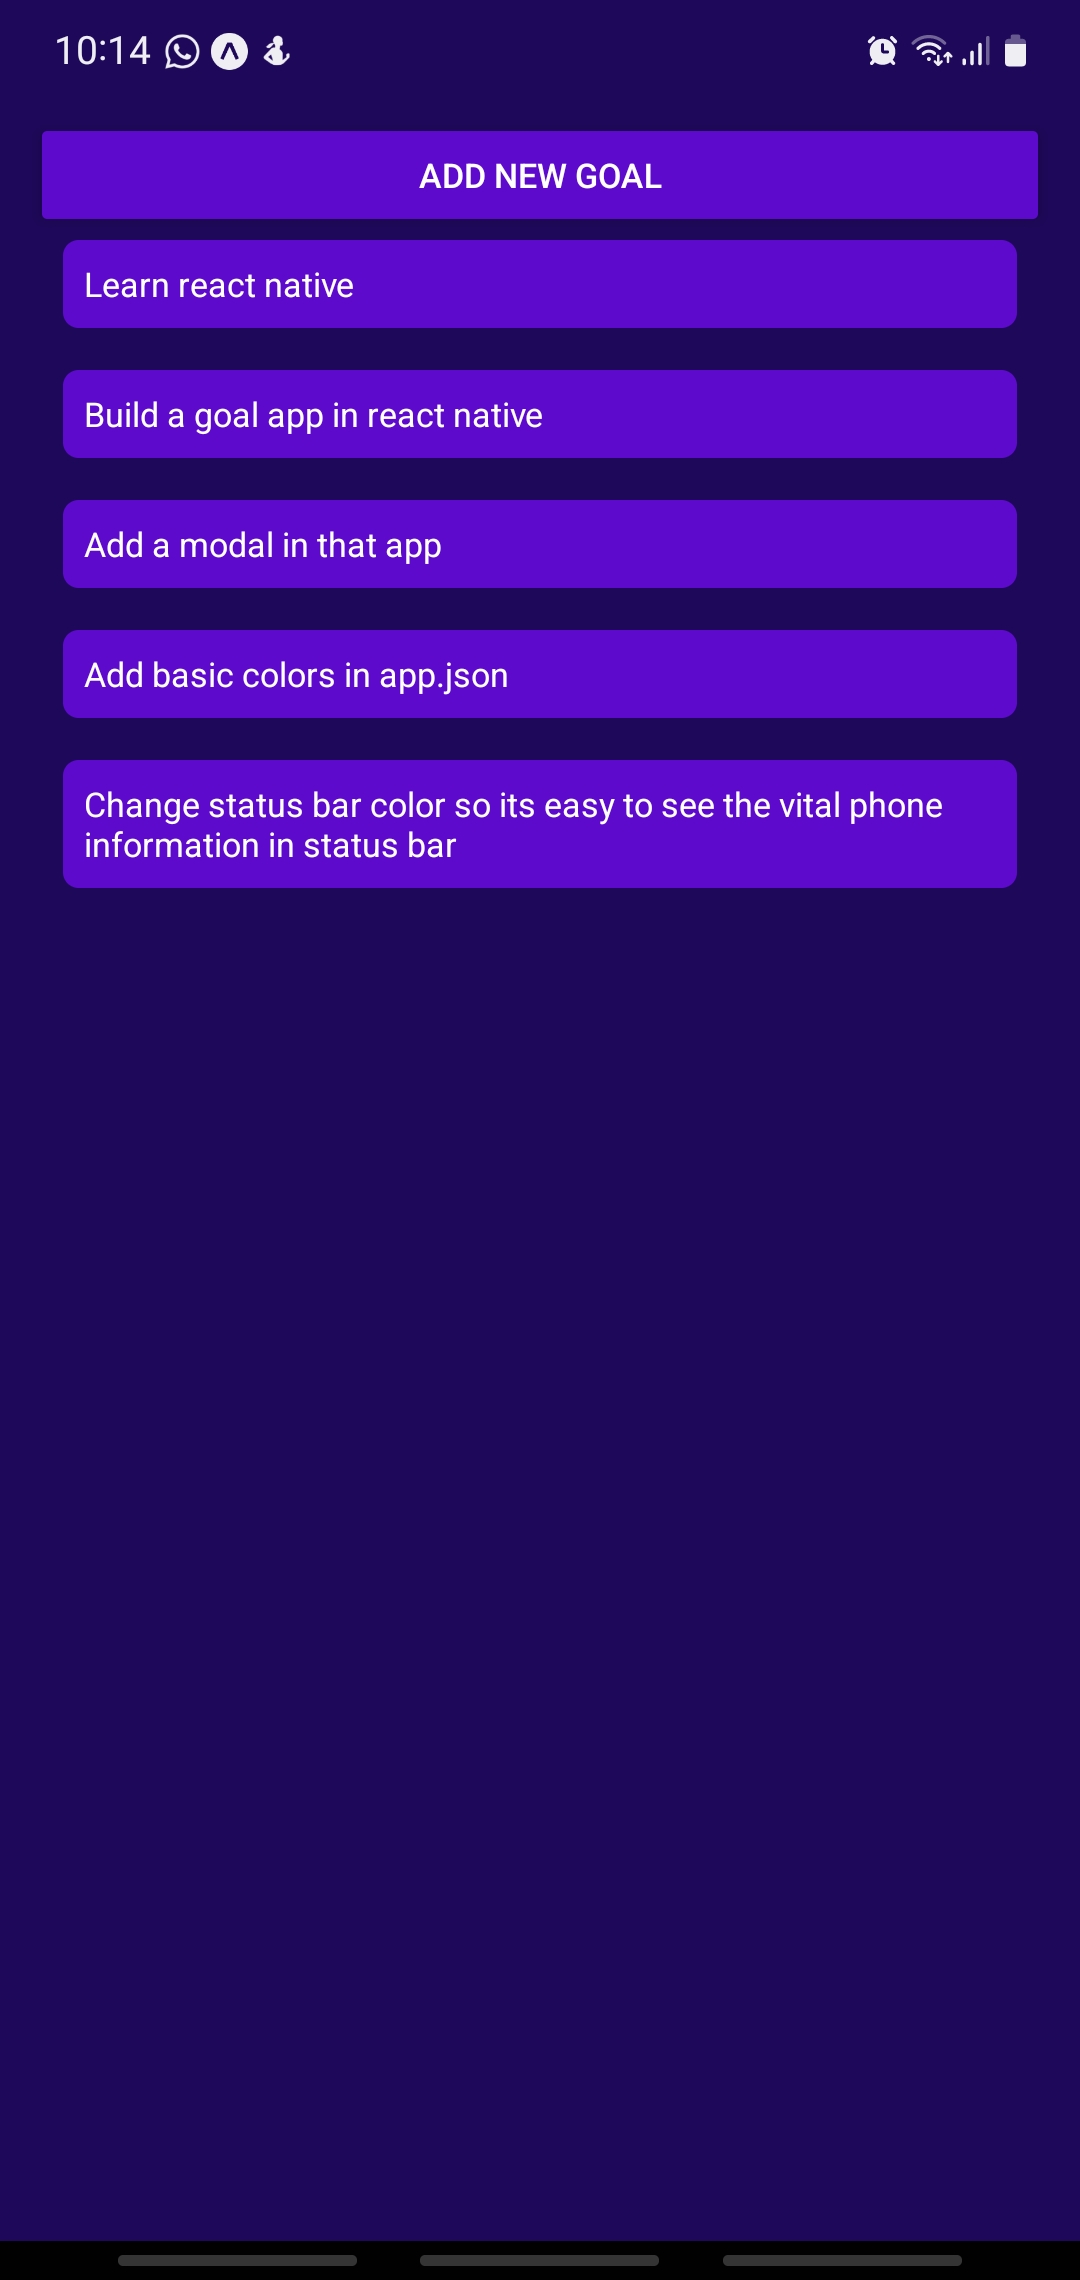 10:14
ADD NEW GOAL
Learn react native
Build a goal app in react native
Add a modal in that app
Add basic colors in app.json
Change status bar color so its easy to see the vital phone
information in status bar